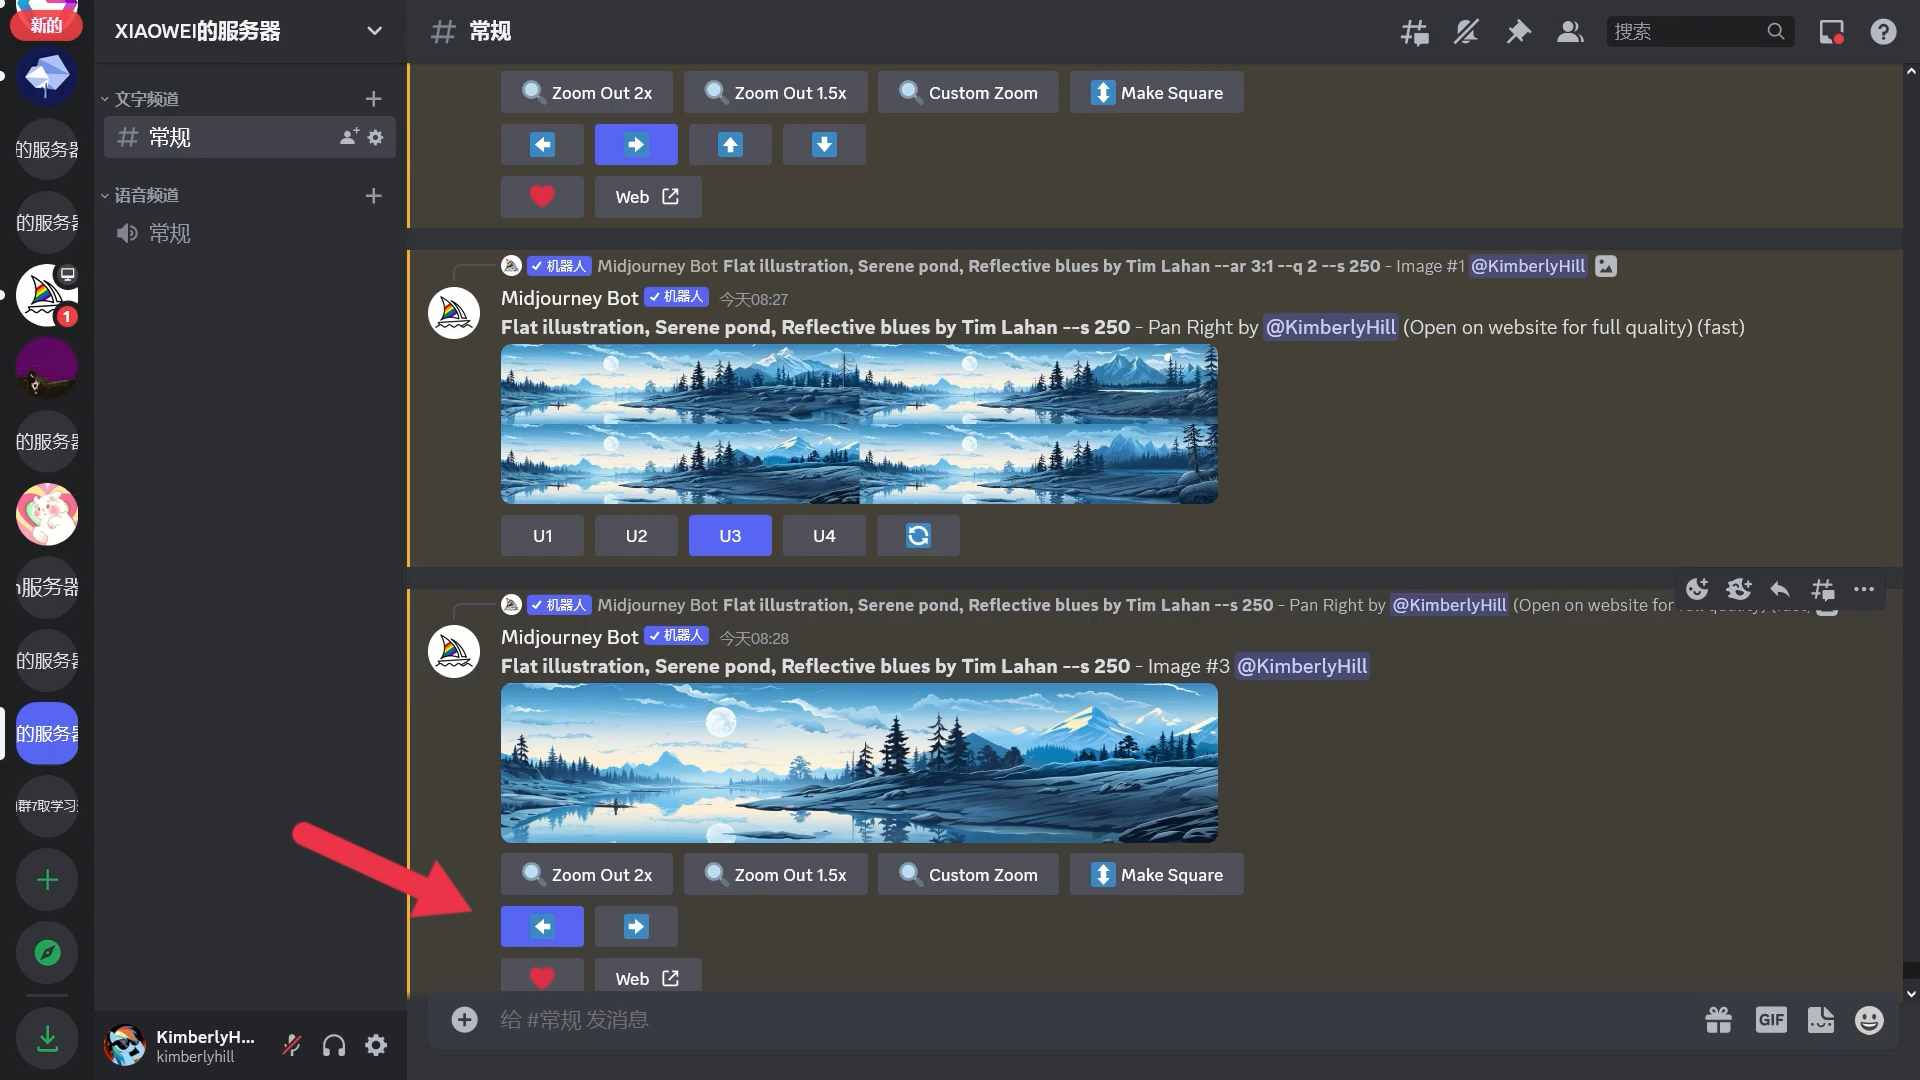 新的
XIAOWEI的服务器
常规
搜索
文字频道
常规
语音频道
常规
的服务器
的服务器
1
的服务器
n服务器
的服务器
的服务器
群7取学习
Zoom Out 2x
Zoom Out 1.5x
Custom Zoom
Make Square
Web
机器人 Midjourney Bot Flat illustration, Serene pond, Reflective blues by Tim Lahan --ar 3:1 --q 2 --s 250 - Image #1 @KimberlyHill
Midjourney Bot 机器人 今天08:27
Flat illustration, Serene pond, Reflective blues by Tim Lahan --s 250 - Pan Right by @KimberlyHill (Open on website for full quality) (fast)
U1
U2
U3
U4
机器人 Midjourney Bot Flat illustration, Serene pond, Reflective blues by Tim Lahan --s 250 - Pan Right by @KimberlyHill (Open on website for full quality) (fast)
Midjourney Bot 机器人 今天08:28
Flat illustration, Serene pond, Reflective blues by Tim Lahan --s 250 - Image #3 @KimberlyHill
Zoom Out 2x
Zoom Out 1.5x
Custom Zoom
Make Square
Web
给 #常规 发消息
GIF
KimberlyH...
kimberlyhill